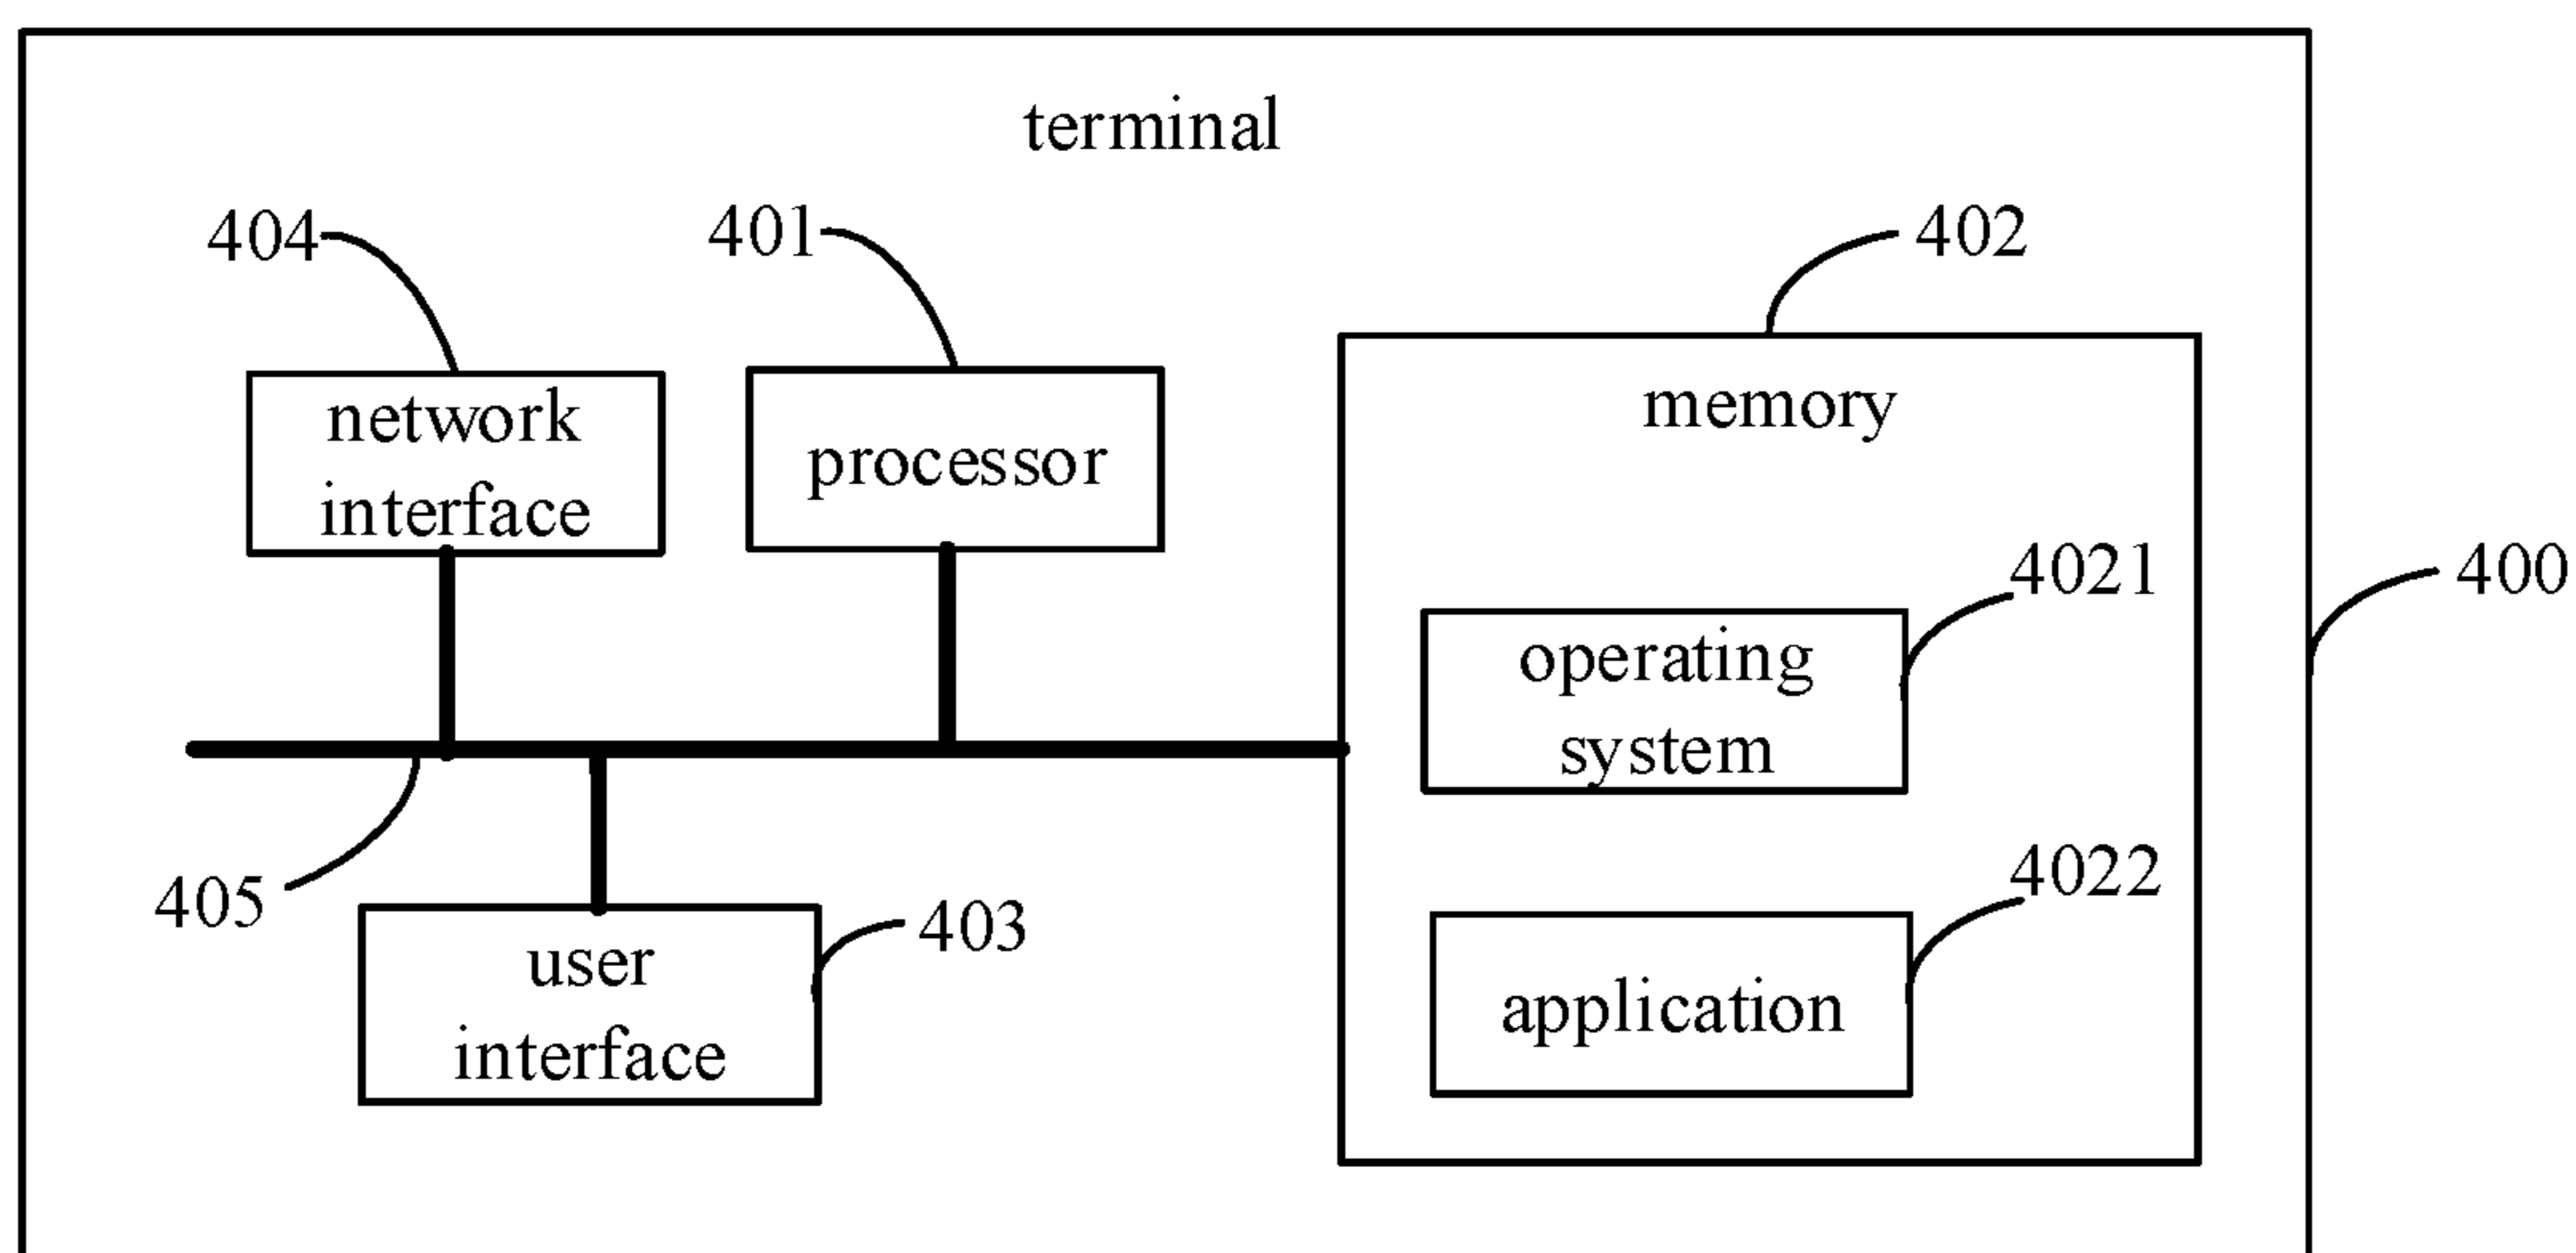 terminal
404
401
402
network
interface
processor
memory
4021
400
operating
system
405
403
user
interface
4022
application